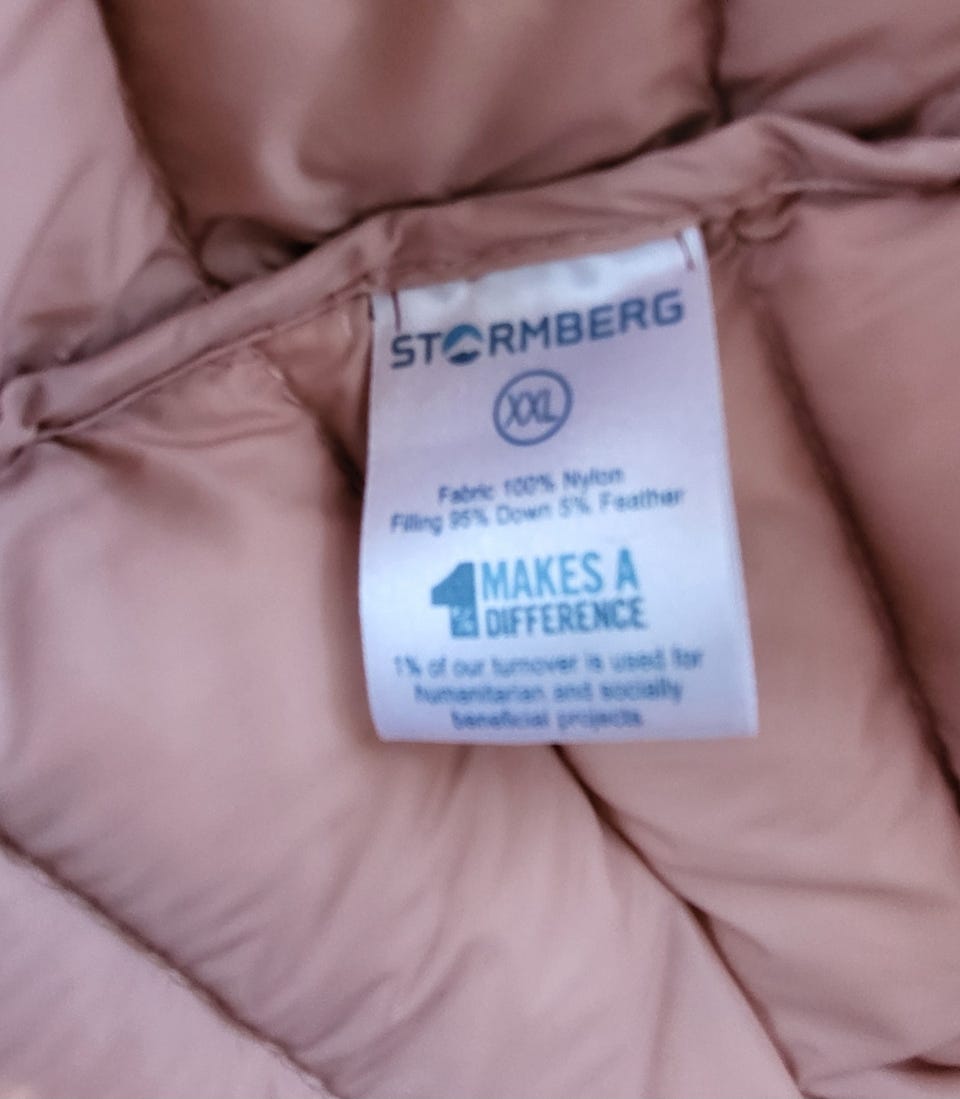 STORMBERG
XXL
Fabric 100% Nylon
Filling 95% Down 5% Feather
1% MAKES A
DIFFERENCE
1% of our turnover is used for
humanitarian and socially
beneficial projects